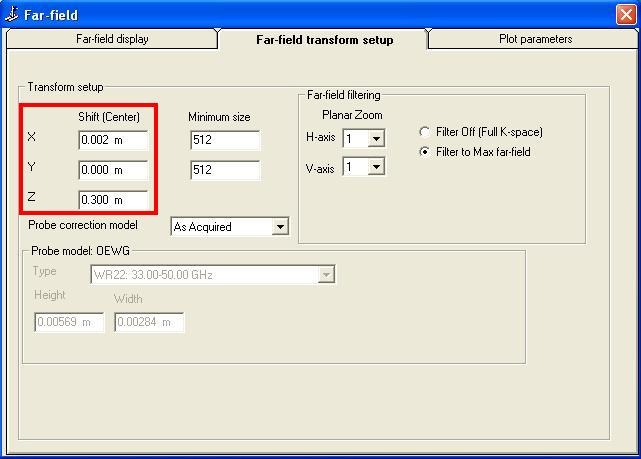 Far-field
Far-field display
Far-field transform setup
Plot parameters
Transform setup
Shift (Center)
Minimum size
X
0.002 m
512
Y
0.000 m
512
Z
0.300 m
Probe correction model
As Acquired
Far-field filtering
Planar Zoom
H-axis
1
V-axis
1
Filter Off (Full K-space)
Filter to Max far-field
Probe model: OEWG
Type
WR22: 33.00-50.00 GHz
Height
Width
0.00569 m
0.00284 m